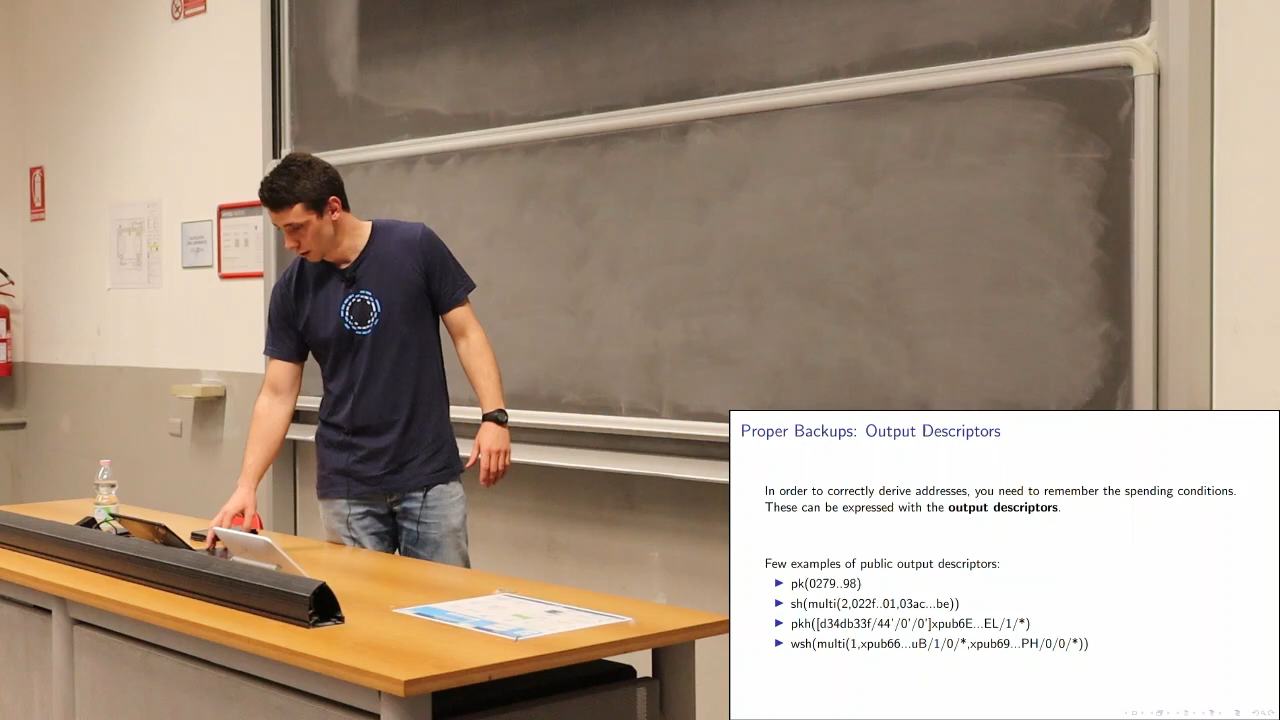 Proper Backups: Output Descriptors
In order to correctly derive addresses, you need to remember the spending conditions.
These can be expressed with the output descriptors.
Few examples of public output descriptors:
pk(0279..98)
sh(multi(2,022f..01,03ac...be))
pkh([d34db33f/44'/0'/0']xpub6E...EL/1/*)
wsh(multi(1,xpub66...uB/1/0/*,xpub69...PH/0/0/*))